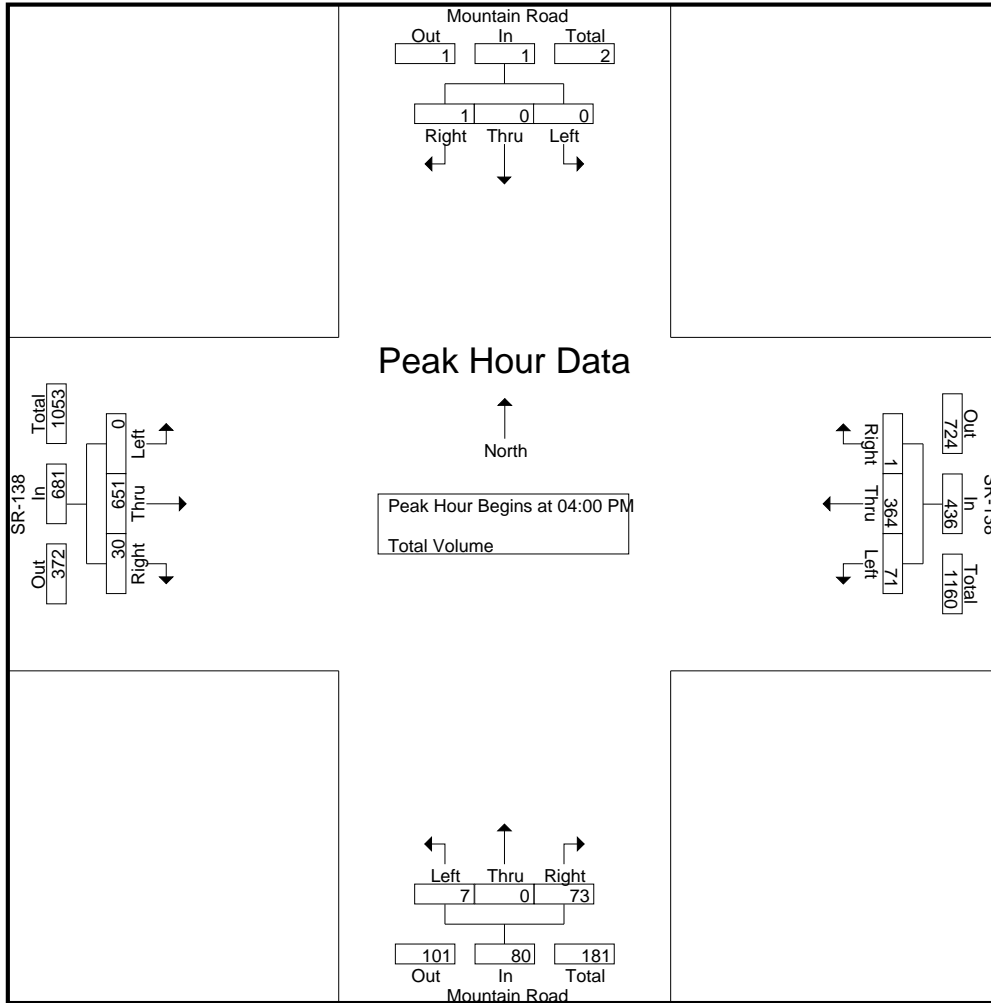 Mountain Road
Out In Total
1 1 2
1 0 0
Right Thru Left
Peak Hour Data
North
Peak Hour Begins at 04:00 PM
Total Volume
SR-138
Total In Out
1053 681 372
0 651 30
Left Thru Right
Right Thru Left
1 364 71
Out In Total
724 436 1160
SR-138
Left Thru Right
7 0 73
101 80 181
Out In Total
Mountain Road